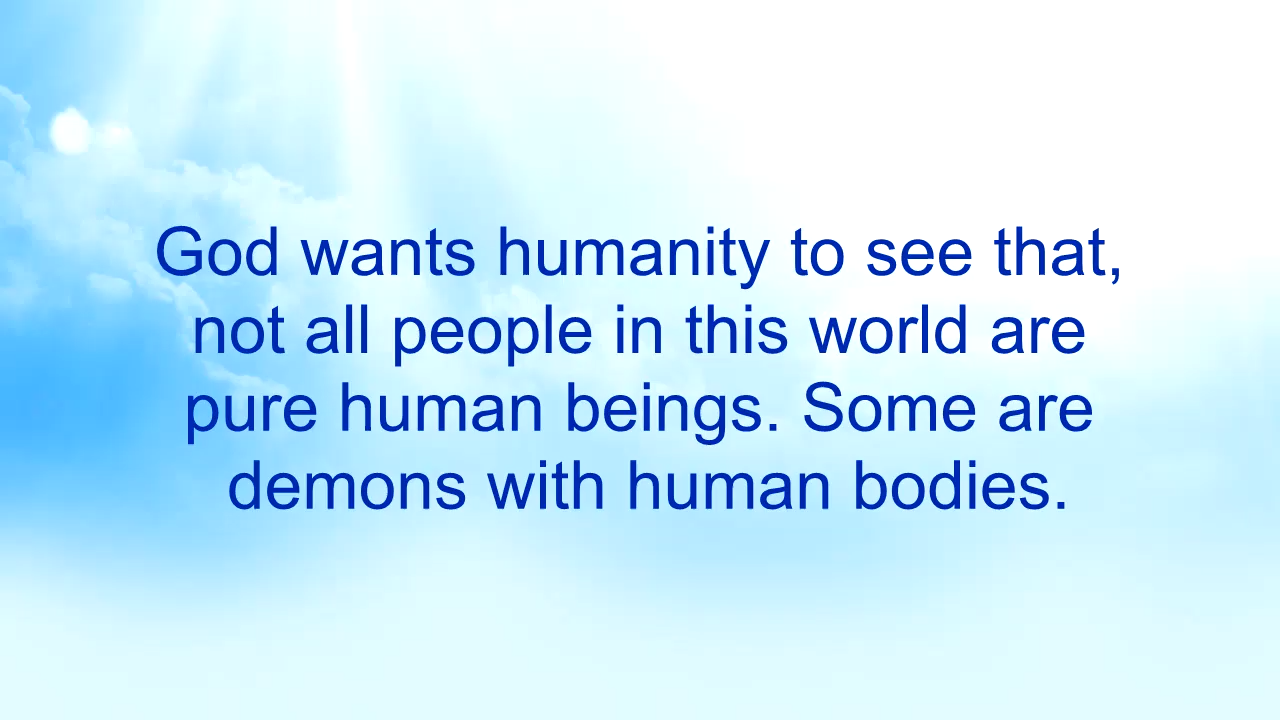 God wants humanity to see that,
not all people in this world are
pure human beings. Some are
demons with human bodies.